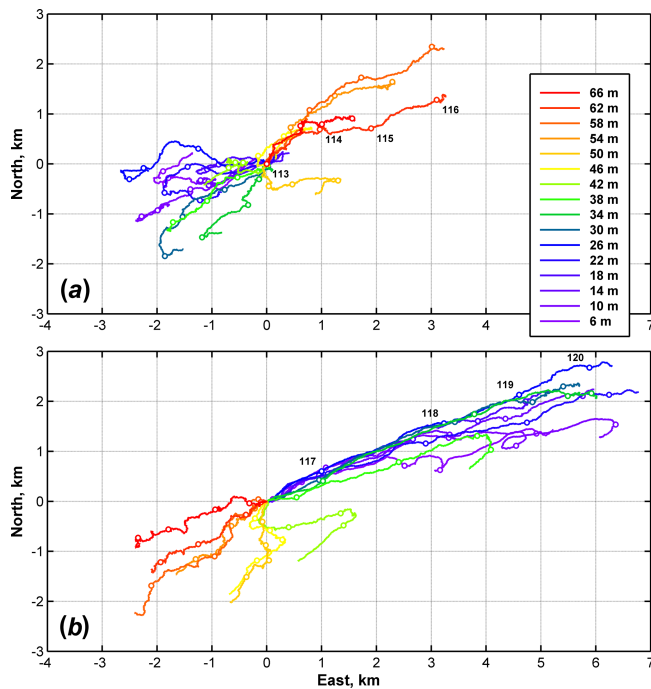 3
2
1
0
-1
-2
-3
North, km
113
114
115
116
(a)
-4 -3 -2 -1 0 1 2 3 4 5 6 7
66 m
62 m
58 m
54 m
50 m
46 m
42 m
38 m
34 m
30 m
26 m
22 m
18 m
14 m
10 m
6 m
3
2
1
0
-1
-2
-3
North, km
117
118
119
120
(b)
-4 -3 -2 -1 0 1 2 3 4 5 6 7
East, km